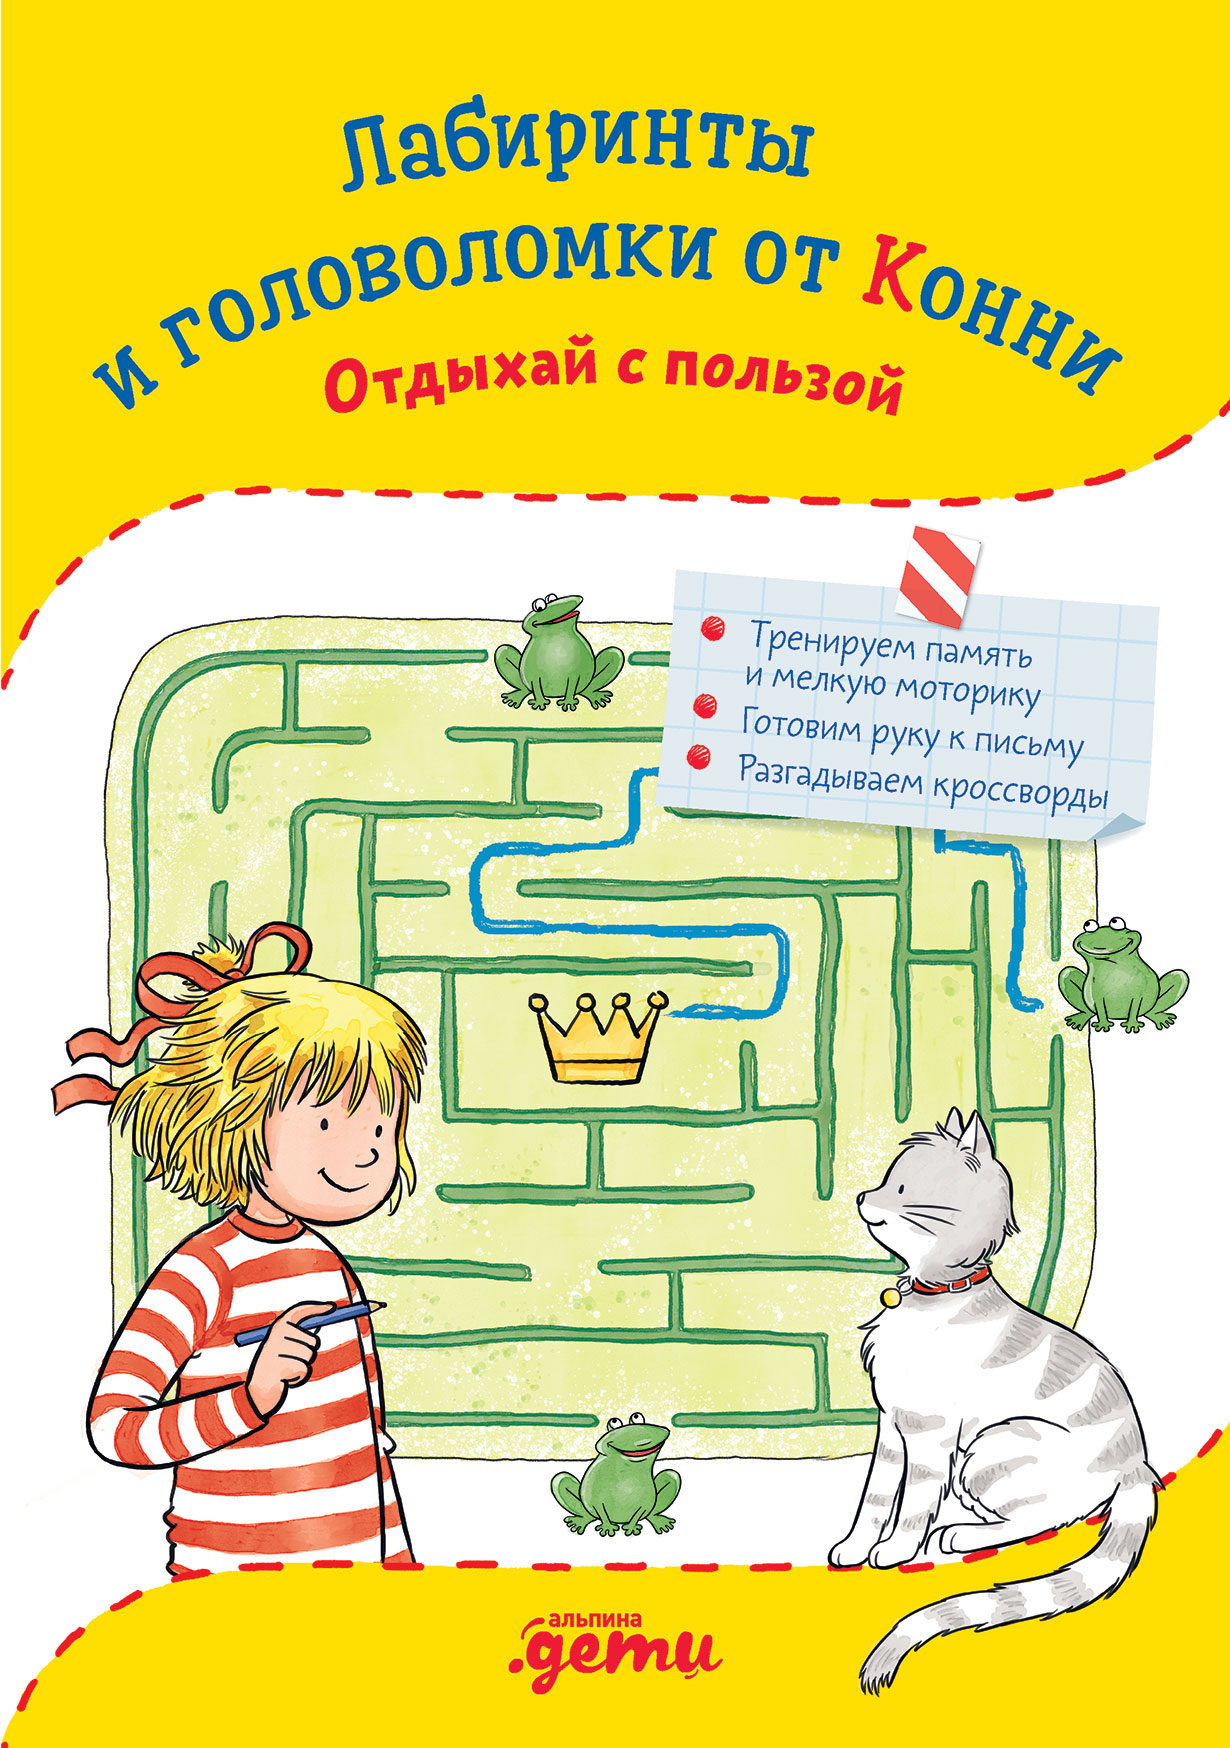 Лабиринты
и головоломки от Конни
Отдыхай с пользой
Тренируем память
и мелкую моторику
Готовим руку к письму
Разгадываем кроссворды
альпина
.дети